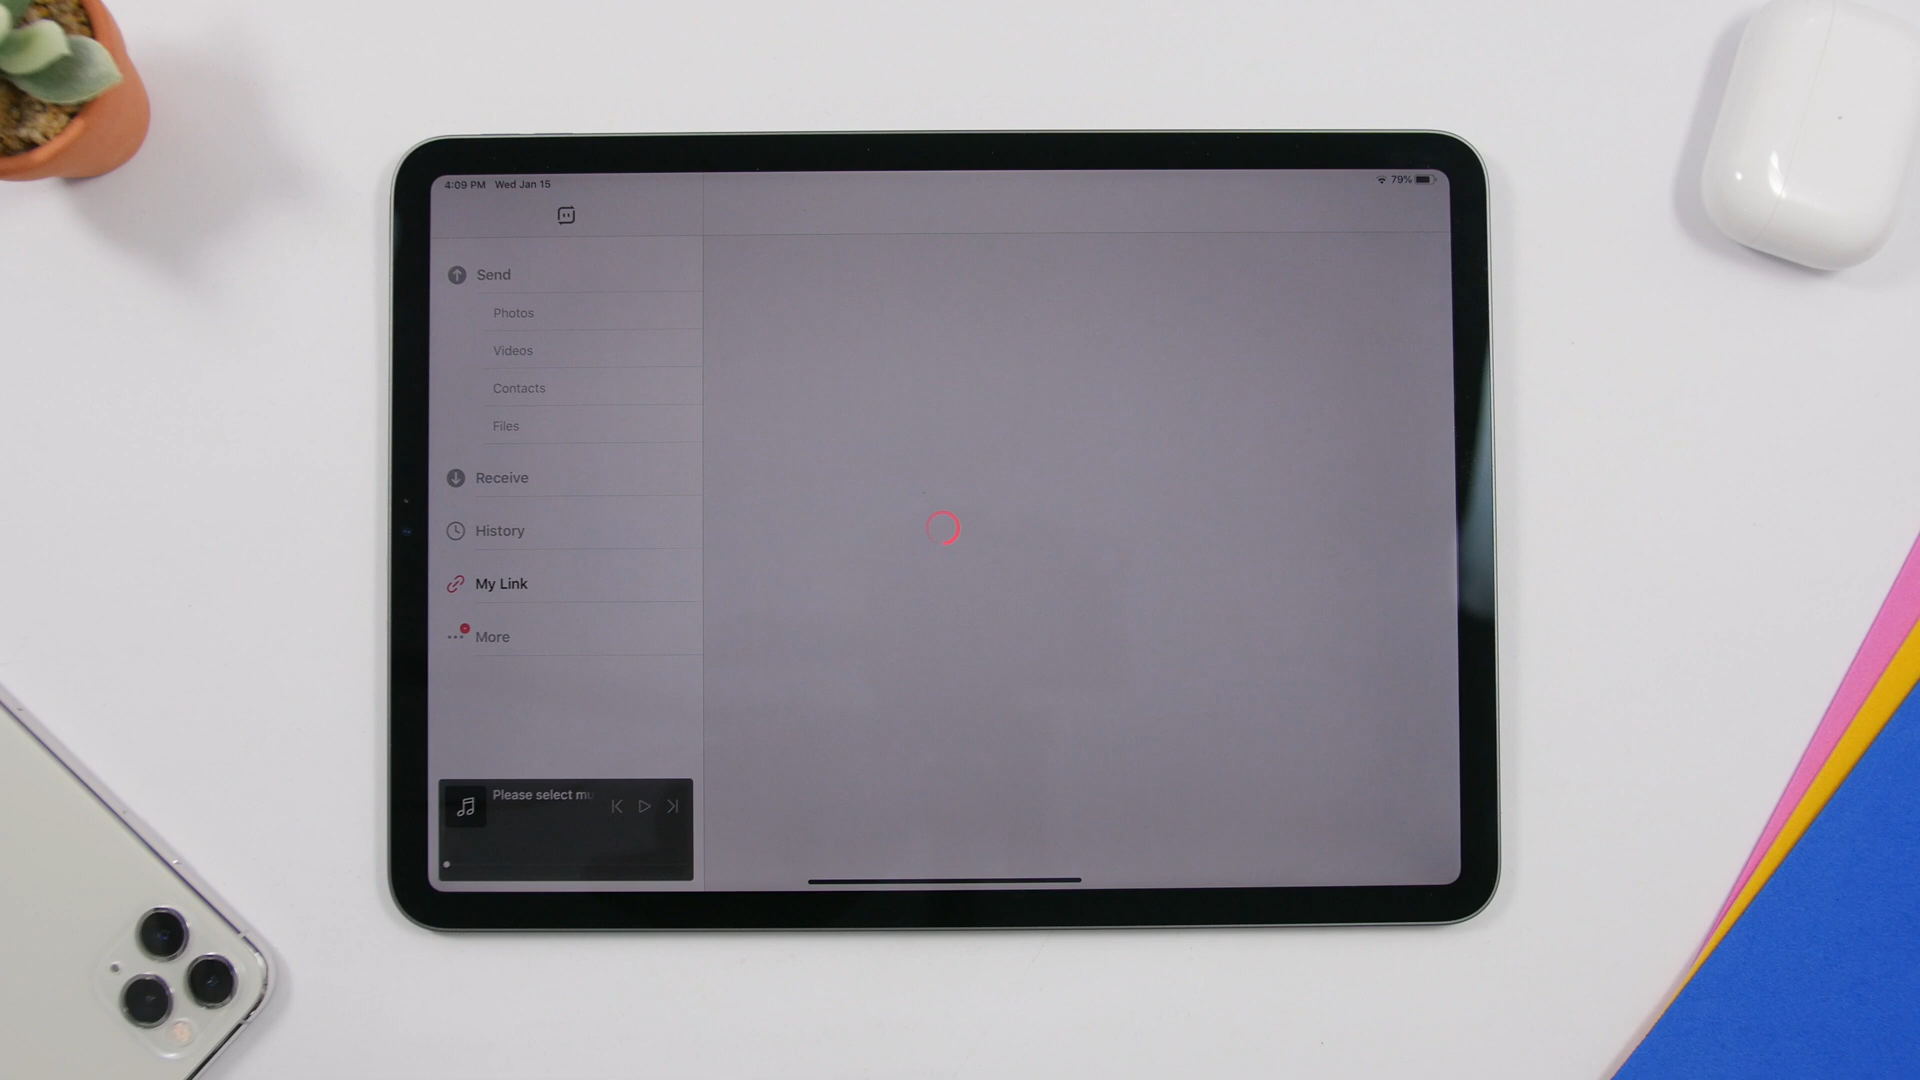 4:09 PM Wed Jan 15
79%
Send
Photos
Videos
Contacts
Files
Receive
History
My Link
More
Please select mu